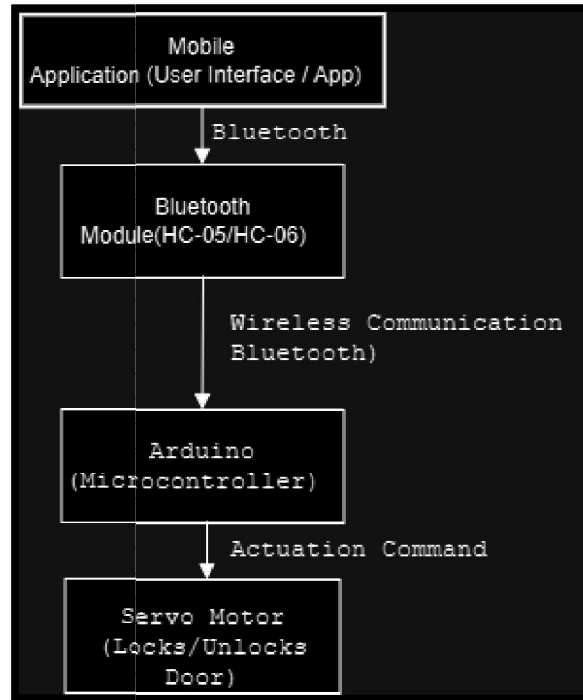 Mobile
Application (User Interface / App)
Bluetooth
Bluetooth
Module(HC-05/HC-06)
Wireless Communication
Bluetooth)
Arduino
(Microcontroller)
Actuation Command
Servo Motor
(Locks/Unlocks
Door)